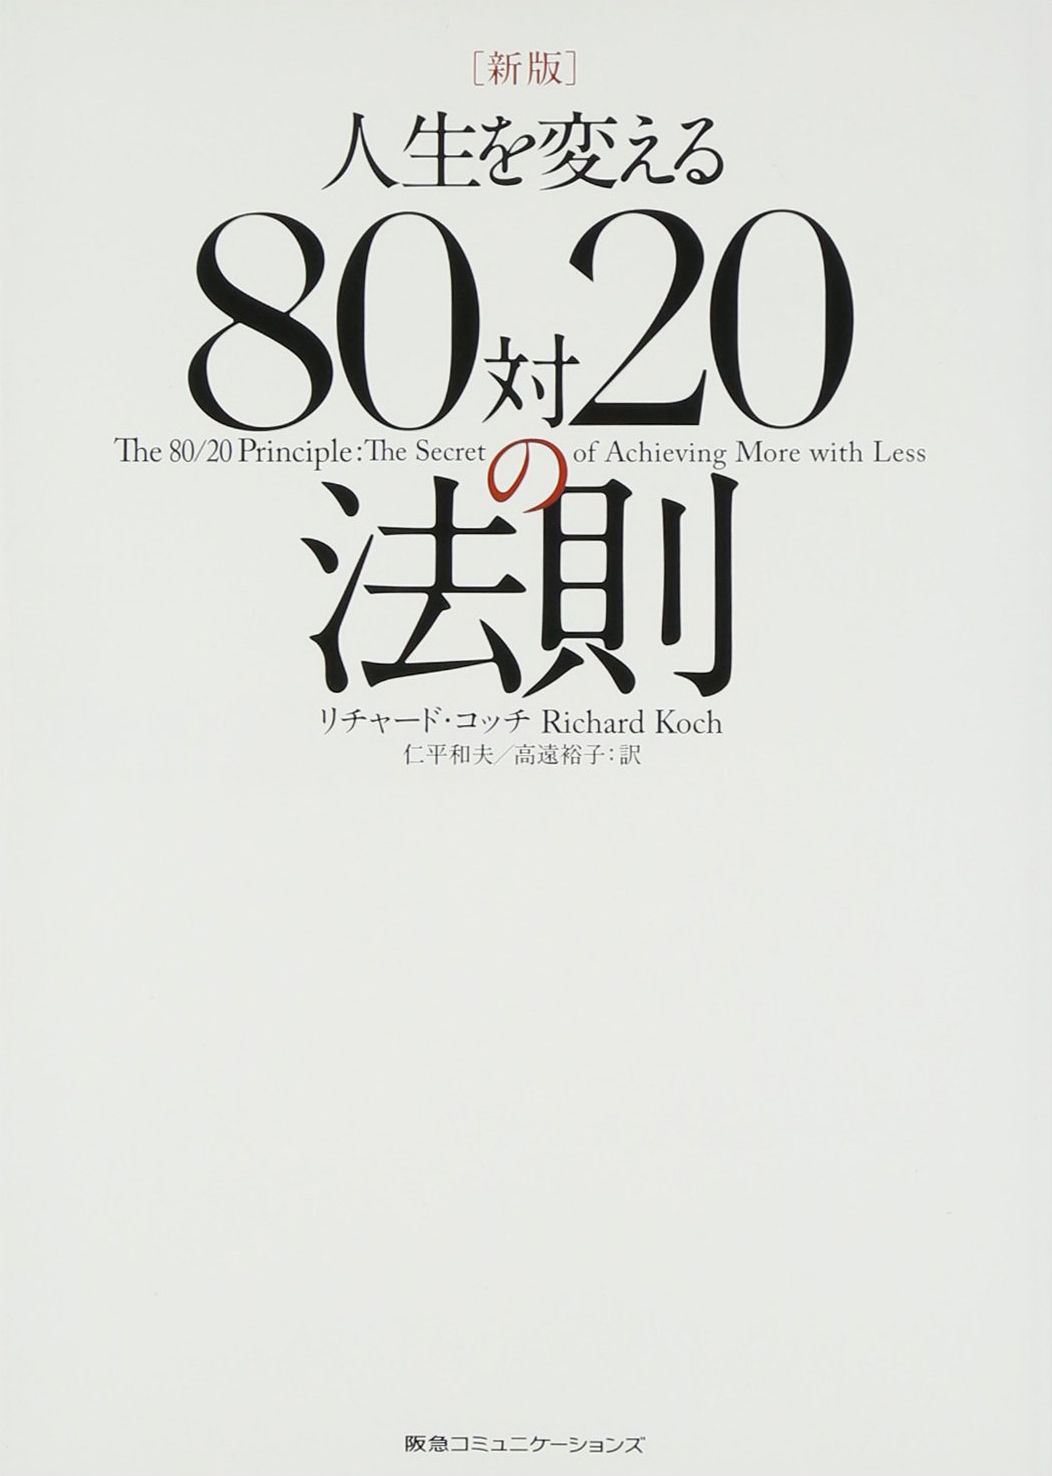 ［新版］
人生を変える
80対20
The 80/20 Principle: The Secret of Achieving More with Less
の
法則
リチャード・コッチ Richard Koch
仁平和夫／高遠裕子：訳
阪急コミュニケーションズ